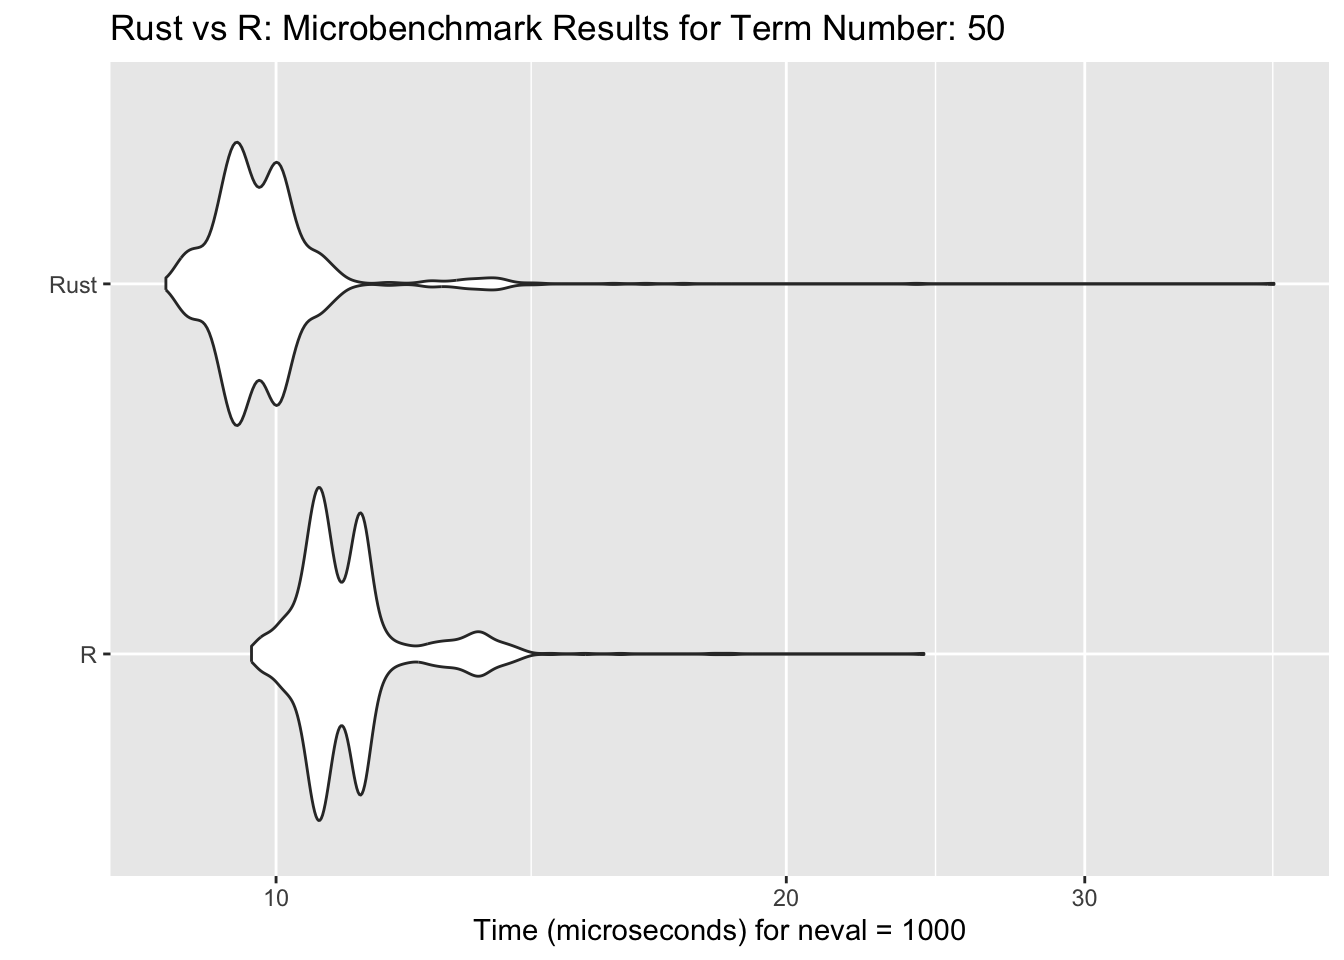 Rust vs R: Microbenchmark Results for Term Number: 50
Rust
R
10 20 30
Time (microseconds) for neval = 1000